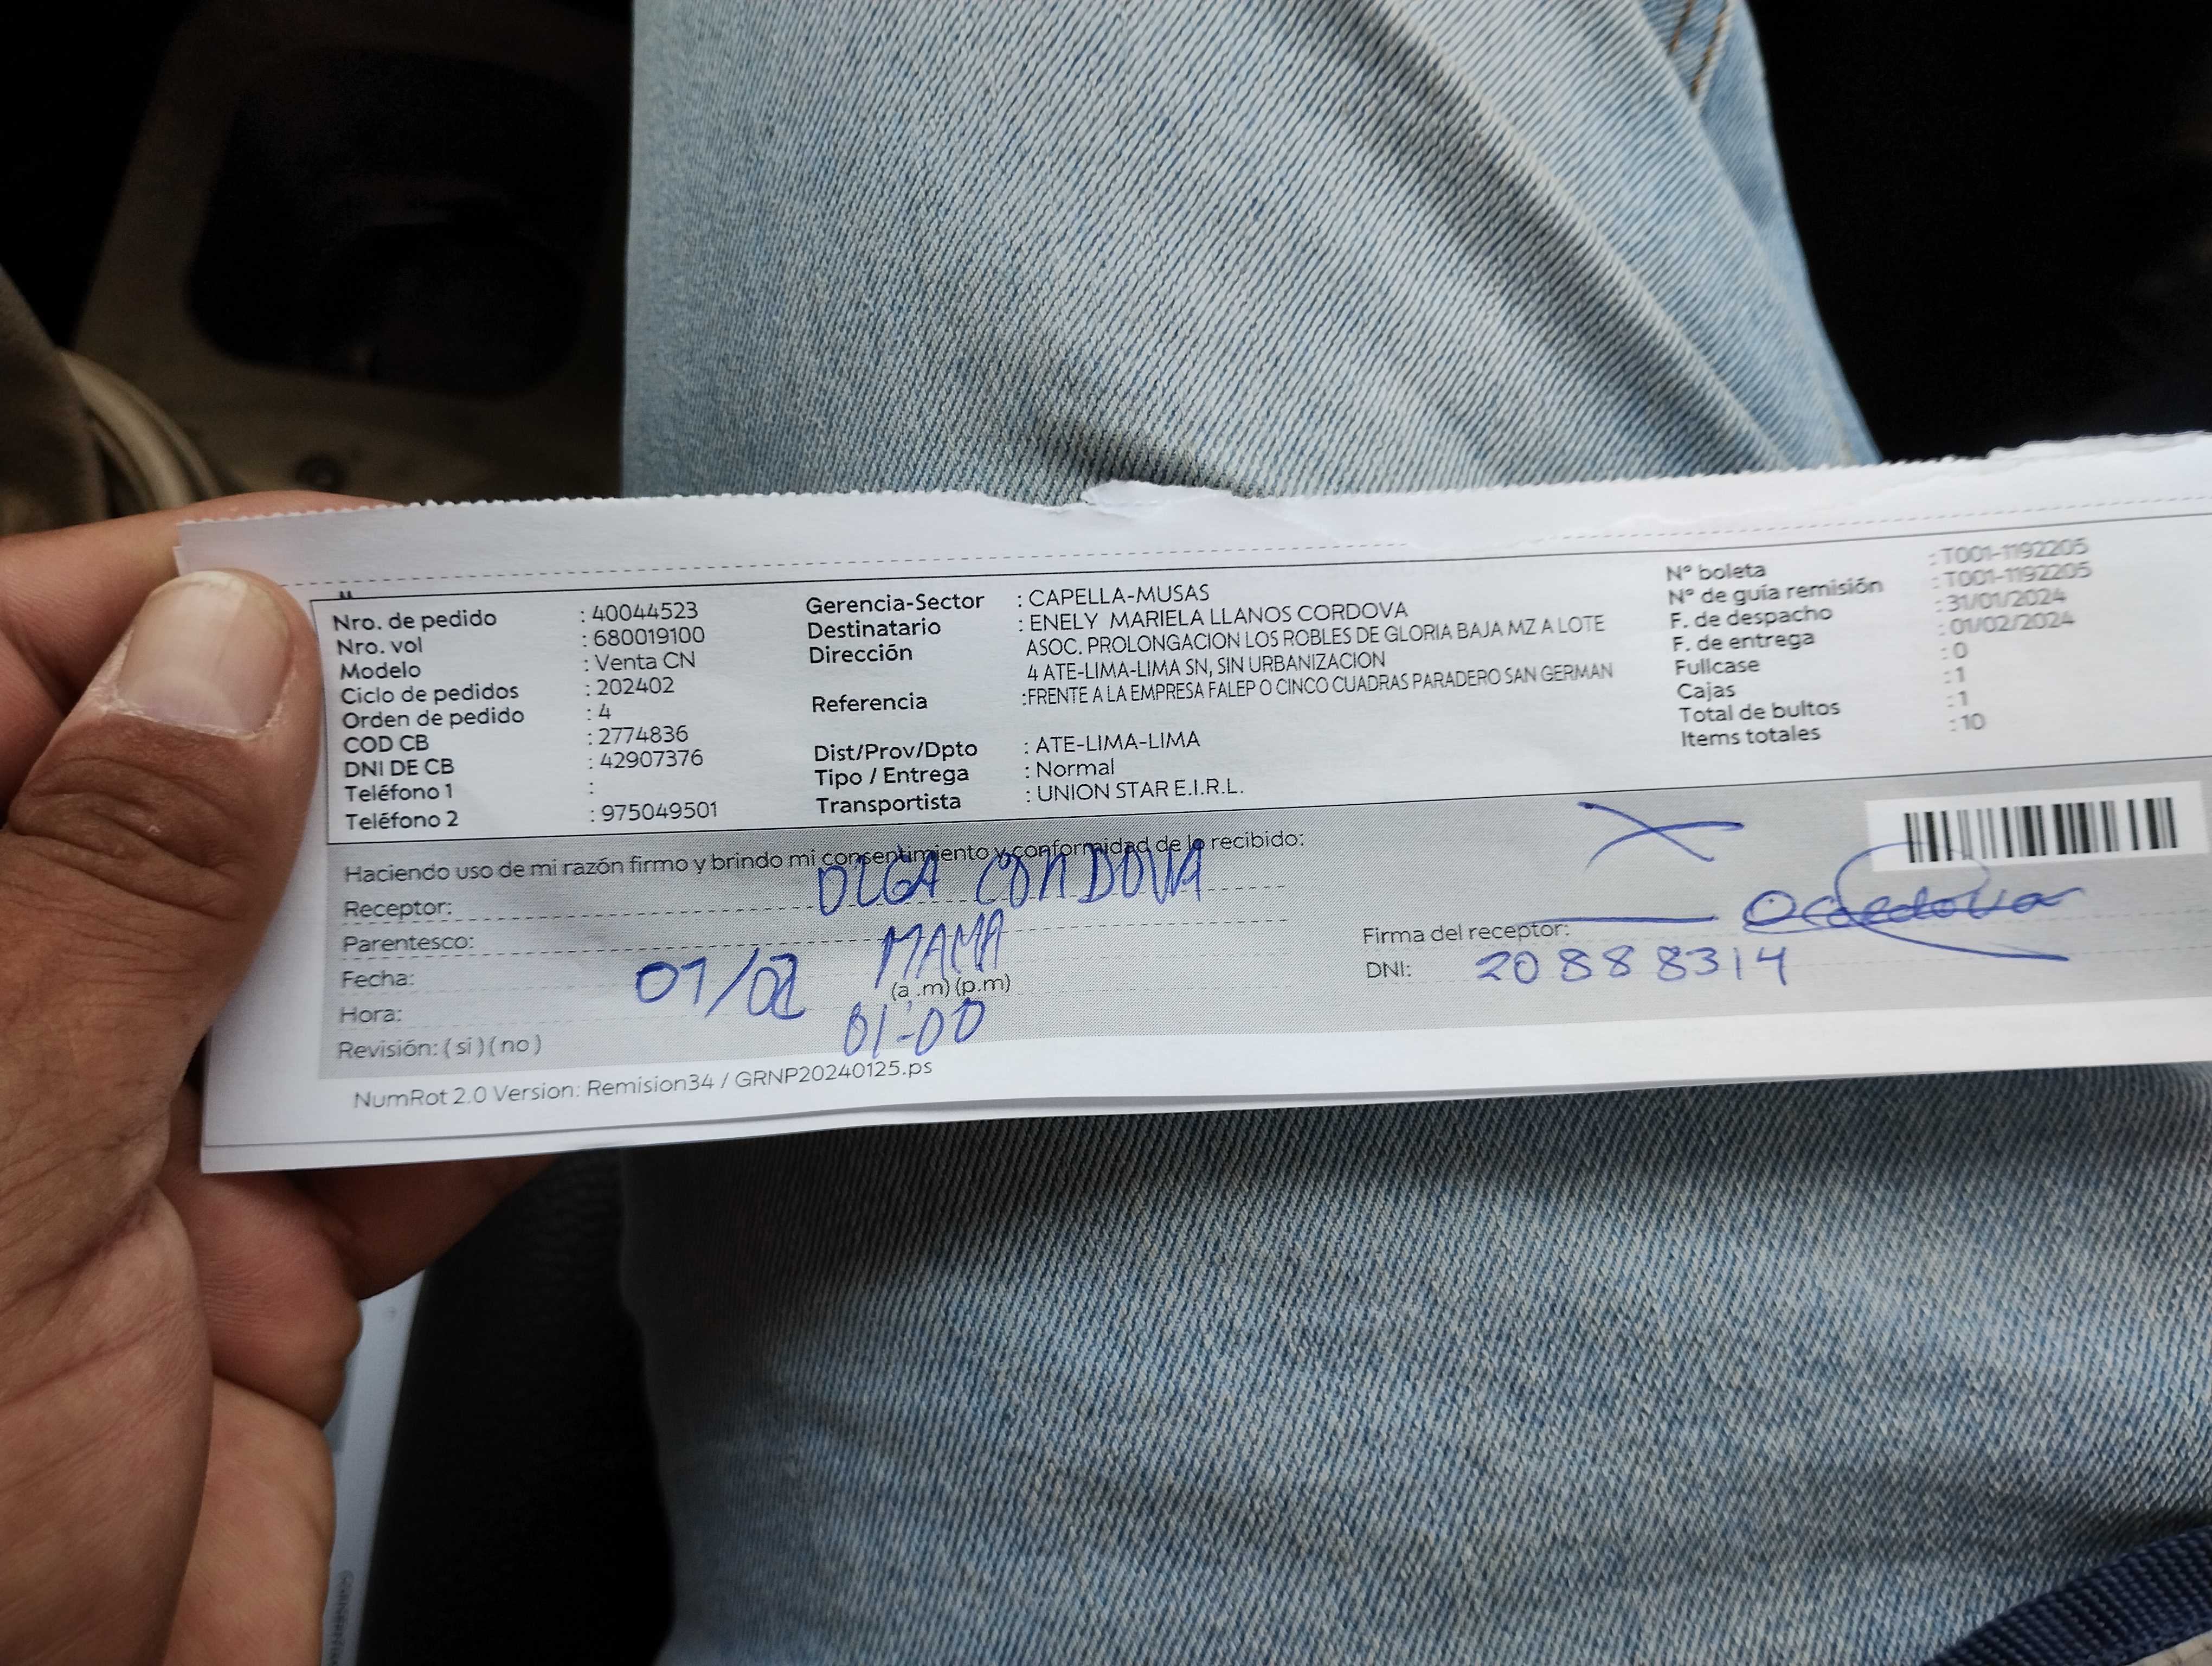 Nro. de pedido : 40044523
Nro. vol : 680019100
Modelo : Venta CN
Ciclo de pedidos : 202402
Orden de pedido : 4
COD CB : 2774836
DNI DE CB : 42907376
Teléfono 1 :
Teléfono 2 : 975049501
Gerencia-Sector : CAPELLA-MUSAS
Destinatario : ENELY MARIELA LLANOS CORDOVA
Dirección ASOC. PROLONGACION LOS ROBLES DE GLORIA BAJA MZ A LOTE
4 ATE-LIMA-LIMA SN, SIN URBANIZACION
Referencia :FRENTE A LA EMPRESA FALEP O CINCO CUADRAS PARADERO SAN GERMAN
Dist/Prov/Dpto : ATE-LIMA-LIMA
Tipo / Entrega : Normal
Transportista : UNION STAR E.I.R.L.
N° boleta : T001-1192205
N° de guía remisión : T001-1192205
F. de despacho : 31/01/2024
F. de entrega : 01/02/2024
Fullcase : 0
Cajas : 1
Total de bultos : 1
Items totales : 10
Haciendo uso de mi razón firmo y brindo mi consentimiento y conformidad de lo recibido:
Receptor: OLGA CORDOVA
Parentesco: MAMA
Fecha: 01/02
(a .m) (p.m)
Hora: 01:00
Revisión: ( sí ) ( no )
Firma del receptor: OCordova
DNI: 20888314
NumRot 2.0 Version: Remision34 / GRNP20240125.ps